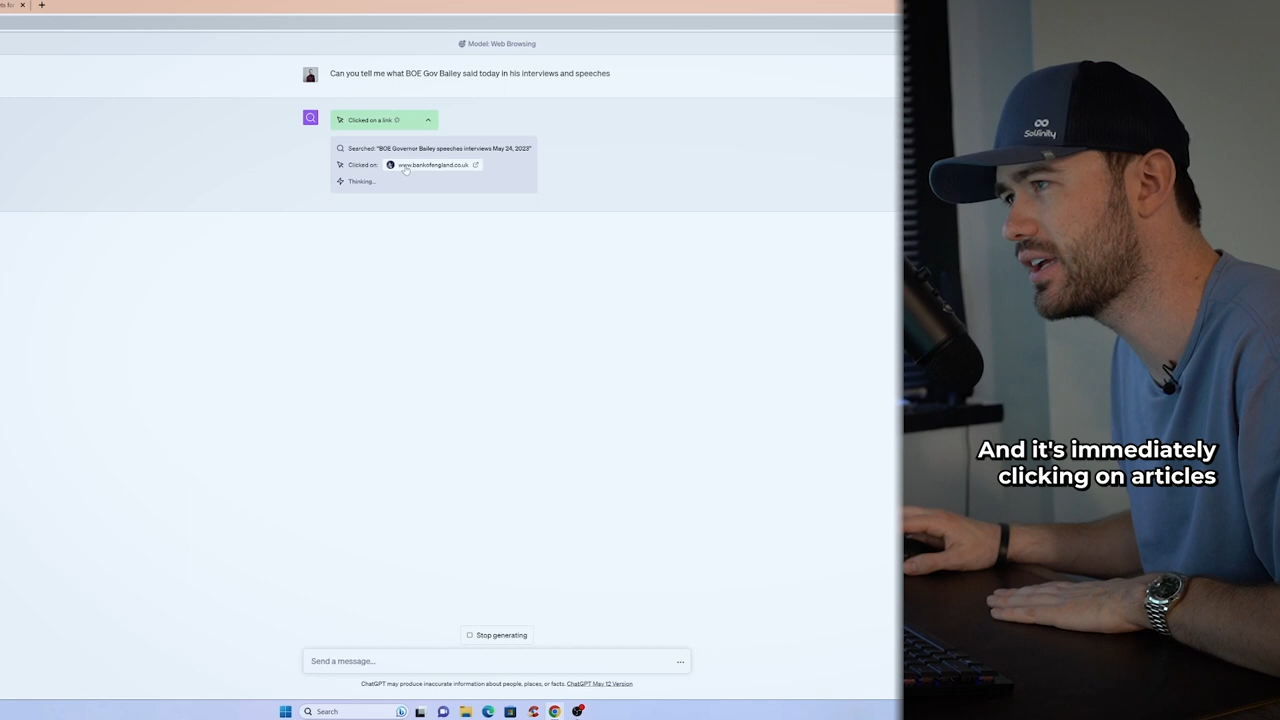 ts for
Model: Web Browsing
Can you tell me what BOE Gov Bailey said today in his interviews and speeches
Clicked on a link
Searched: "BOE Governor Bailey speeches interviews May 24, 2023"
Clicked on: www.bankofengland.co.uk
Thinking...
Stop generating
Send a message...
ChatGPT may produce inaccurate information about people, places, or facts. ChatGPT May 12 Version
Search
Solfinity
And it's immediately
clicking on articles